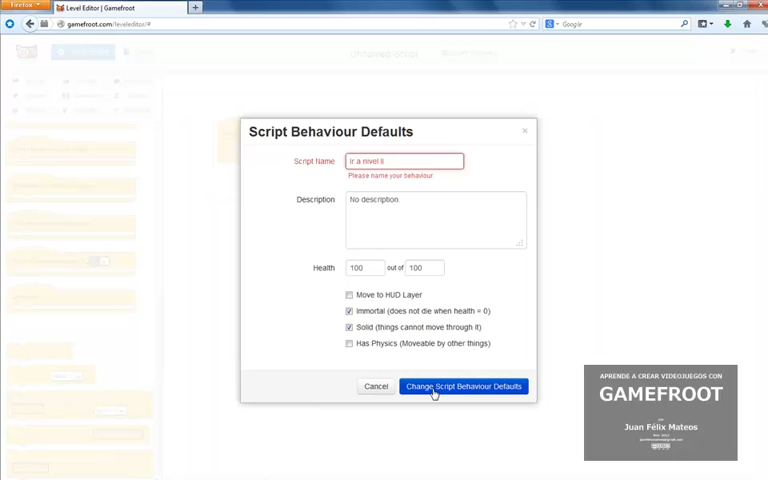 Firefox
Level Editor | Gamefroot
gamefroot.com/leveleditor/#
Google
Script Behaviour Defaults
×
Script Name
Ir a nivel II
Please name your behaviour
Description
No description
Health
100
out of
100
Move to HUD Layer
Immortal (does not die when health = 0)
Solid (things cannot move through it)
Has Physics (Moveable by other things)
Cancel
Change Script Behaviour Defaults
APRENDE A CREAR VIDEOJUEGOS CON
GAMEFROOT
por
Juan Félix Mateos